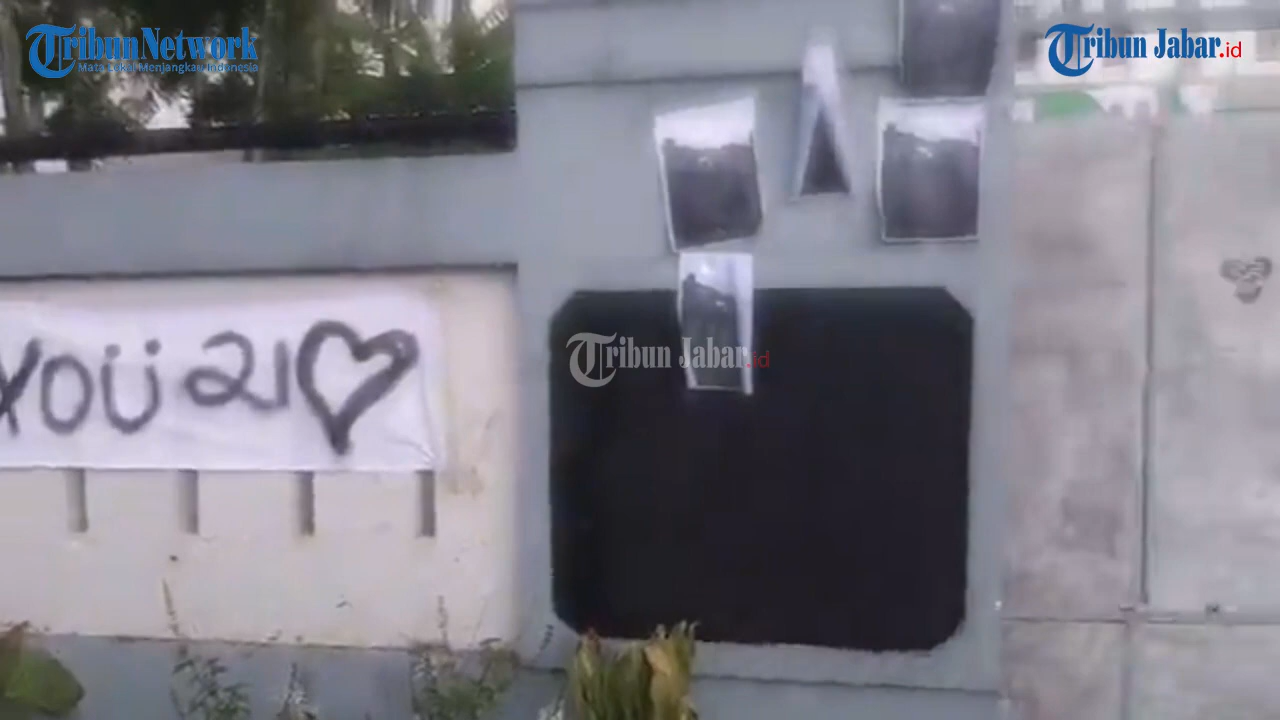 TribunNetwork
Mata Lokal Menjangkau Indonesia
Tribun Jabar.id
YOU 21
Tribun Jabar.id